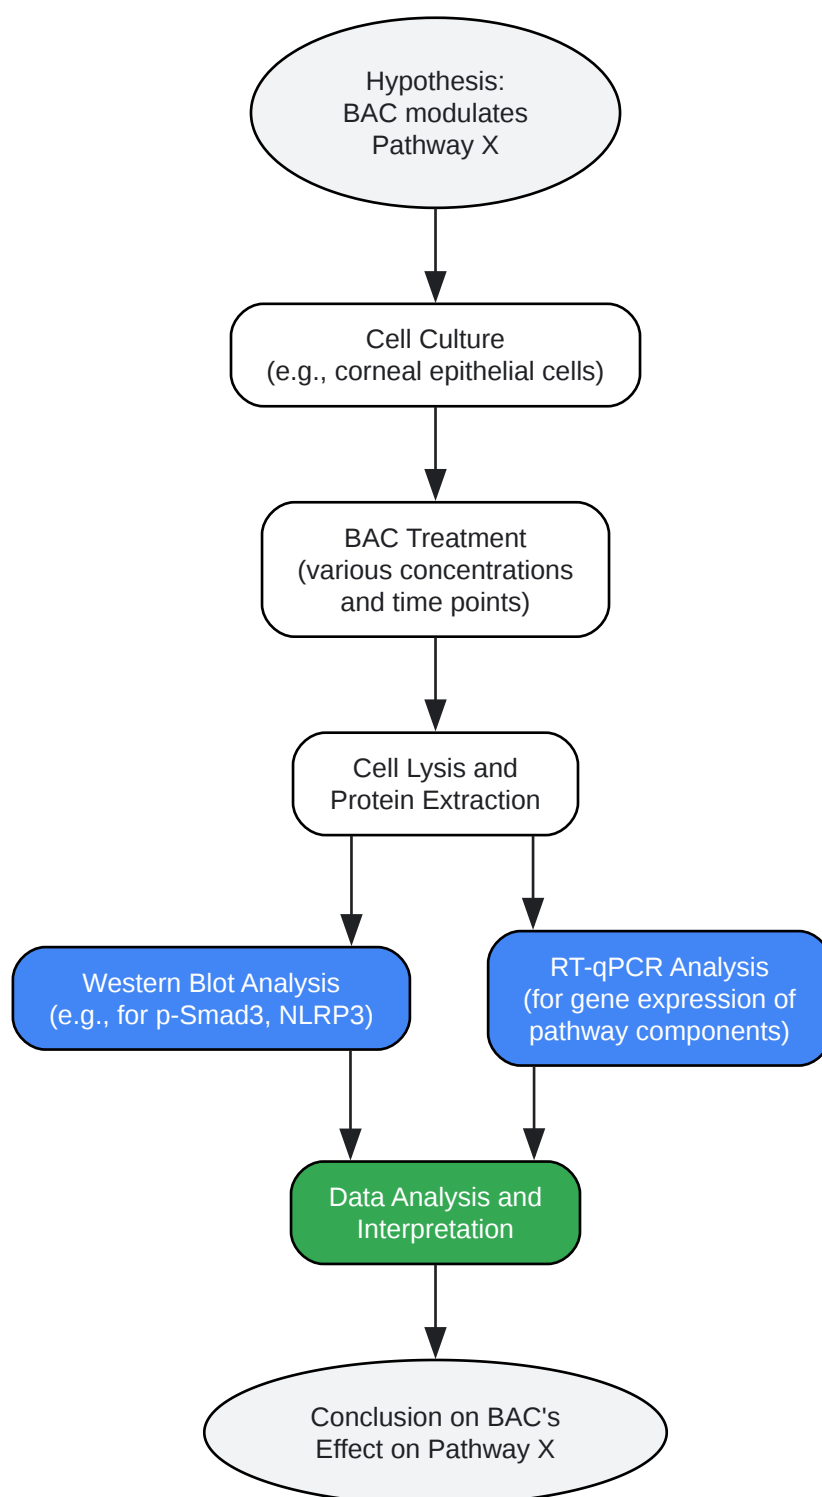 Hypothesis:
BAC modulates
Pathway X
Cell Culture
(e.g., corneal epithelial cells)
BAC Treatment
(various concentrations
and time points)
Cell Lysis and
Protein Extraction
Western Blot Analysis
(e.g., for p-Smad3, NLRP3)
RT-qPCR Analysis
(for gene expression of
pathway components)
Data Analysis and
Interpretation
Conclusion on BAC's
Effect on Pathway X